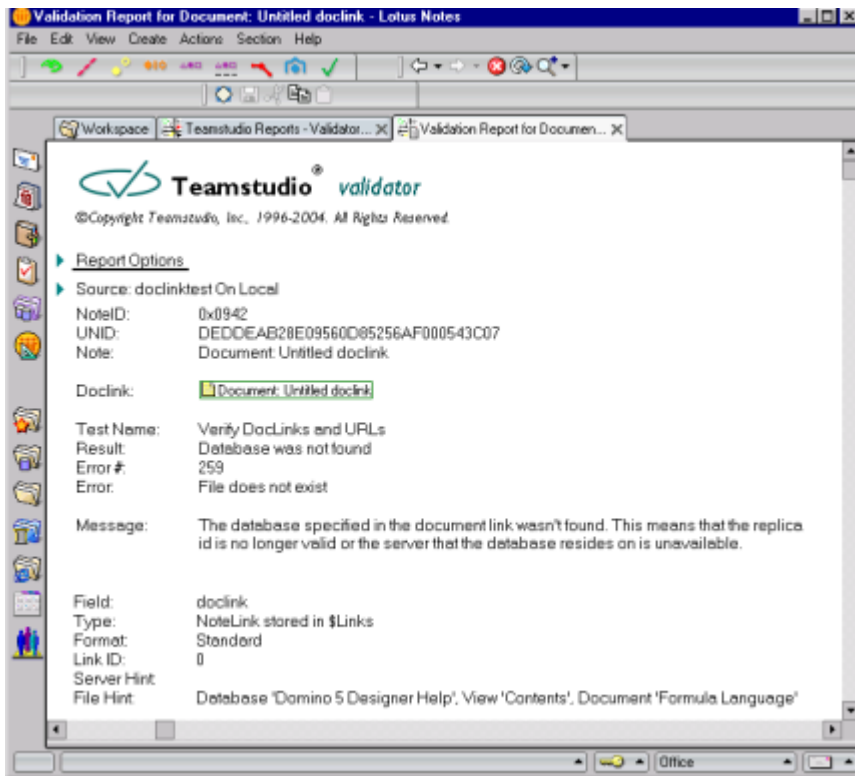 Validation Report for Document: Untitled doclink - Lotus Notes
File Edit View Create Actions Section Help
Workspace Teamstudio Reports - Validator... Validation Report for Documen...
Teamstudio® validator
©Copyright Teamstudio, Inc., 1996-2004. All Rights Reserved.
Report Options
Source: doclinktest On Local
NoteID: 0x0942
UNID: DEDDEAB28E09560D85256AF000543C07
Note: Document: Untitled doclink
Doclink: Document: Untitled doclink
Test Name: Verify DocLinks and URLs
Result: Database was not found
Error #: 259
Error: File does not exist
Message: The database specified in the document link wasn't found. This means that the replica
id is no longer valid or the server that the database resides on is unavailable.
Field: doclink
Type: NoteLink stored in $Links
Format: Standard
Link ID: 0
Server Hint:
File Hint: Database 'Domino 5 Designer Help', View 'Contents', Document 'Formula Language'
Office